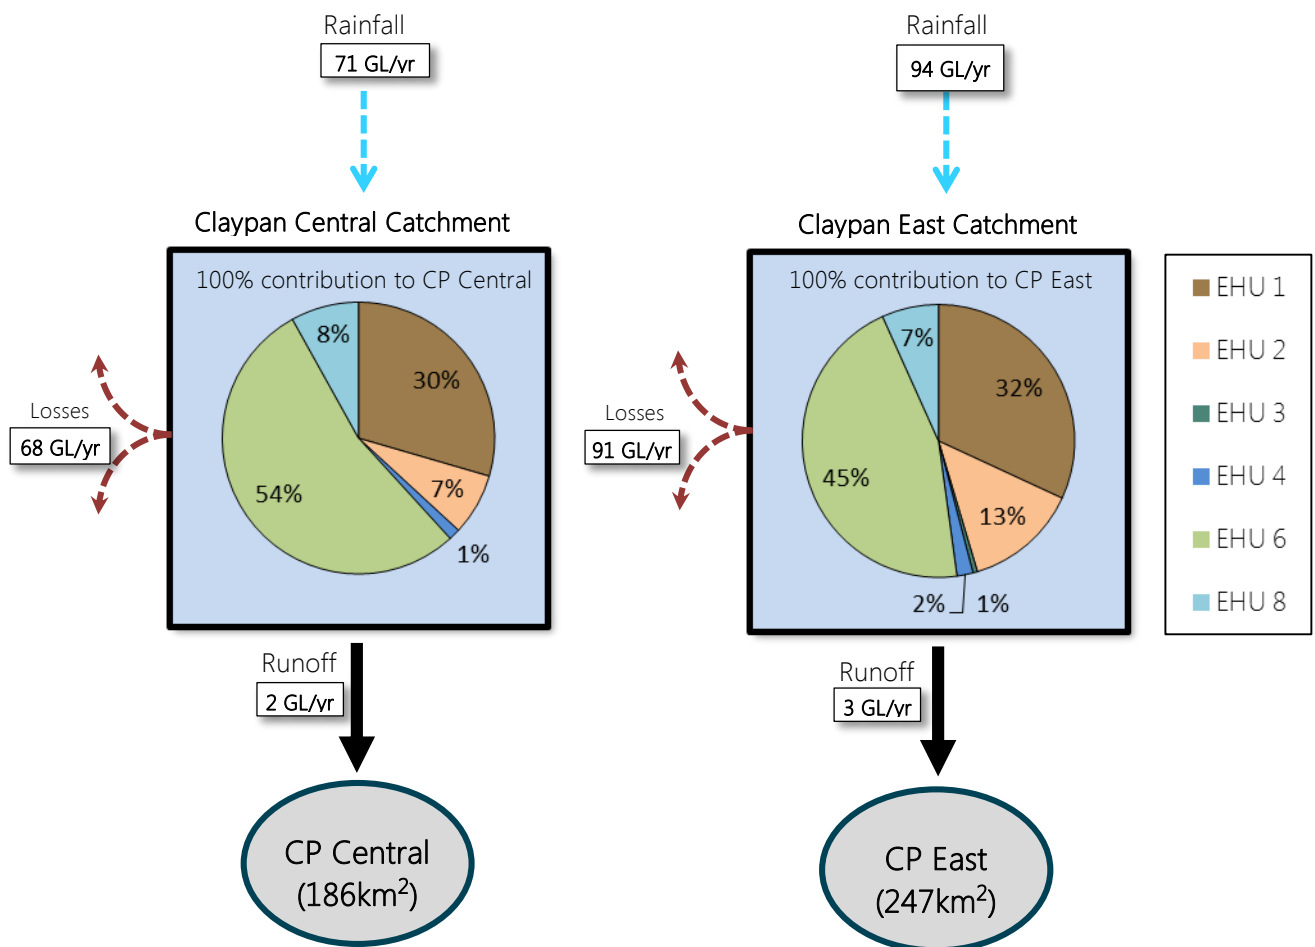 Rainfall
71 GL/yr
Claypan Central Catchment
100% contribution to CP Central
8%
30%
7%
54%
1%
Losses
68 GL/yr
Runoff
2 GL/yr
CP Central
(186km²)
Rainfall
94 GL/yr
Claypan East Catchment
100% contribution to CP East
7%
32%
45%
13%
2%
1%
Losses
91 GL/yr
Runoff
3 GL/yr
CP East
(247km²)
EHU 1
EHU 2
EHU 3
EHU 4
EHU 6
EHU 8